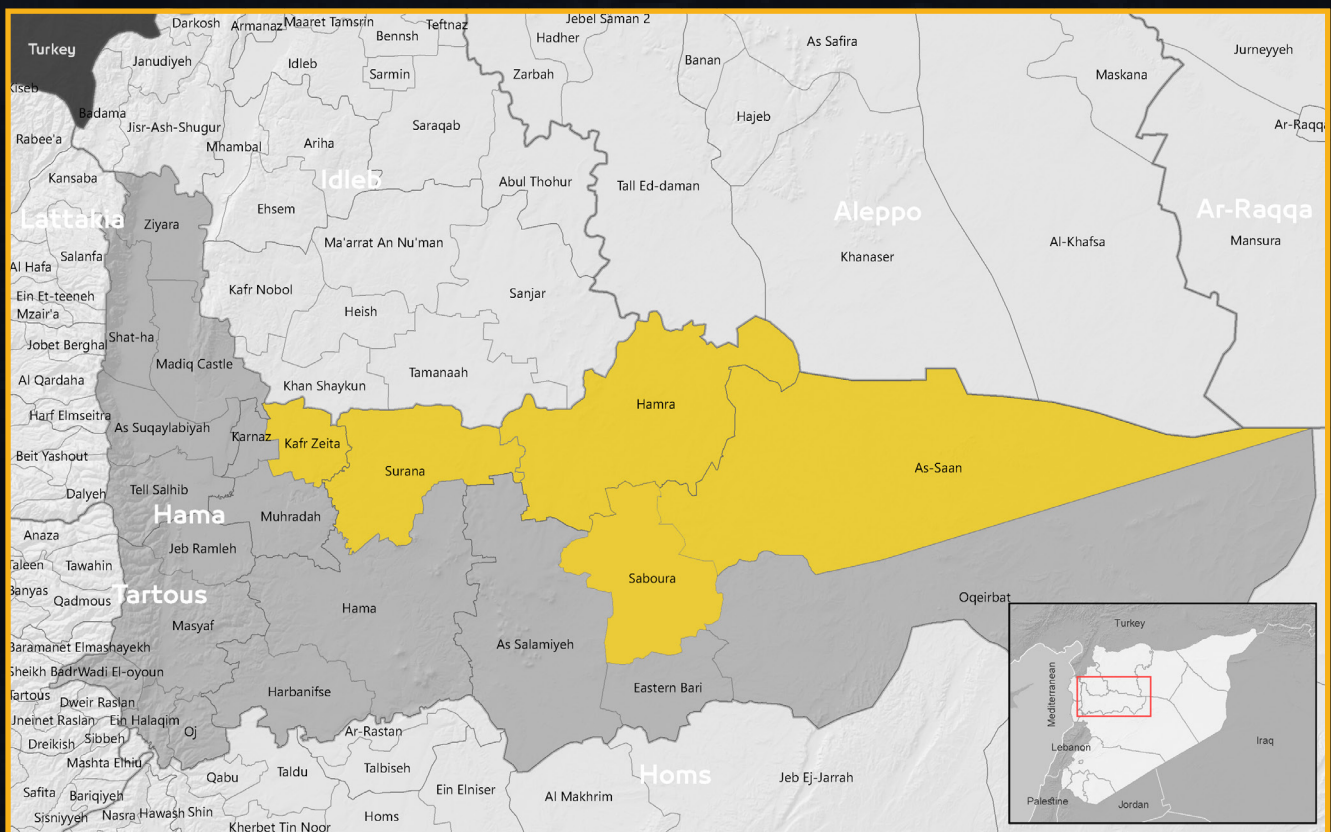 Darkosh
Armanaz
Maaret Tamsrin
Teftnaz
Jebel Saman 2
Turkey
Bennsh
Hadher
As Safira
Jurneyyeh
Janudiyeh
Idleb
Sarmin
Zarbah
Banan
Maskana
Kiseb
Badama
Jisr-Ash-Shugur
Saraqab
Hajeb
Ar-Raqqa
Rabee'a
Mhambal
Ariha
Kansaba
Idleb
Abul Thohur
Tall Ed-daman
Lattakia
Ziyara
Ehsem
Aleppo
Ar-Raqqa
Ma'arrat An Nu'man
Al-Khafsa
Mansura
Salanfa
Al Hafa
Khanaser
Kafr Nobol
Sanjar
Ein Et-teeneh
Mzair'a
Heish
Jobet Berghal
Shat-ha
Madiq Castle
Tamanaah
Al Qardaha
Khan Shaykun
Hamra
Harf Elmseitra
As Suqaylabiyah
Karnaz
Kafr Zeita
Beit Yashout
Surana
As-Saan
Dalyeh
Tell Salhib
Hama
Muhradah
Anaza
Jeb Ramleh
Taleen
Tawahin
Saboura
Banyas
Qadmous
Tartous
Oqeirbat
Hama
Masyaf
Baramanet Elmashayekh
As Salamiyeh
Sheikh Badr
Wadi El-oyoun
Tartous
Dweir Raslan
Harbanifse
Eastern Bari
Jneinet Raslan
Ein Halaqim
Oj
Ar-Rastan
Dreikish
Sibbeh
Mashta Elhiu
Qabu
Taldu
Talbiseh
Homs
Jeb Ej-Jarrah
Safita
Bariqiyeh
Ein Elniser
Al Makhrim
Sisniyyeh
Nasra
Hawash
Shin
Kherbet Tin Noor
Homs
Turkey
Mediterranean
Lebanon
Iraq
Palestine
Jordan